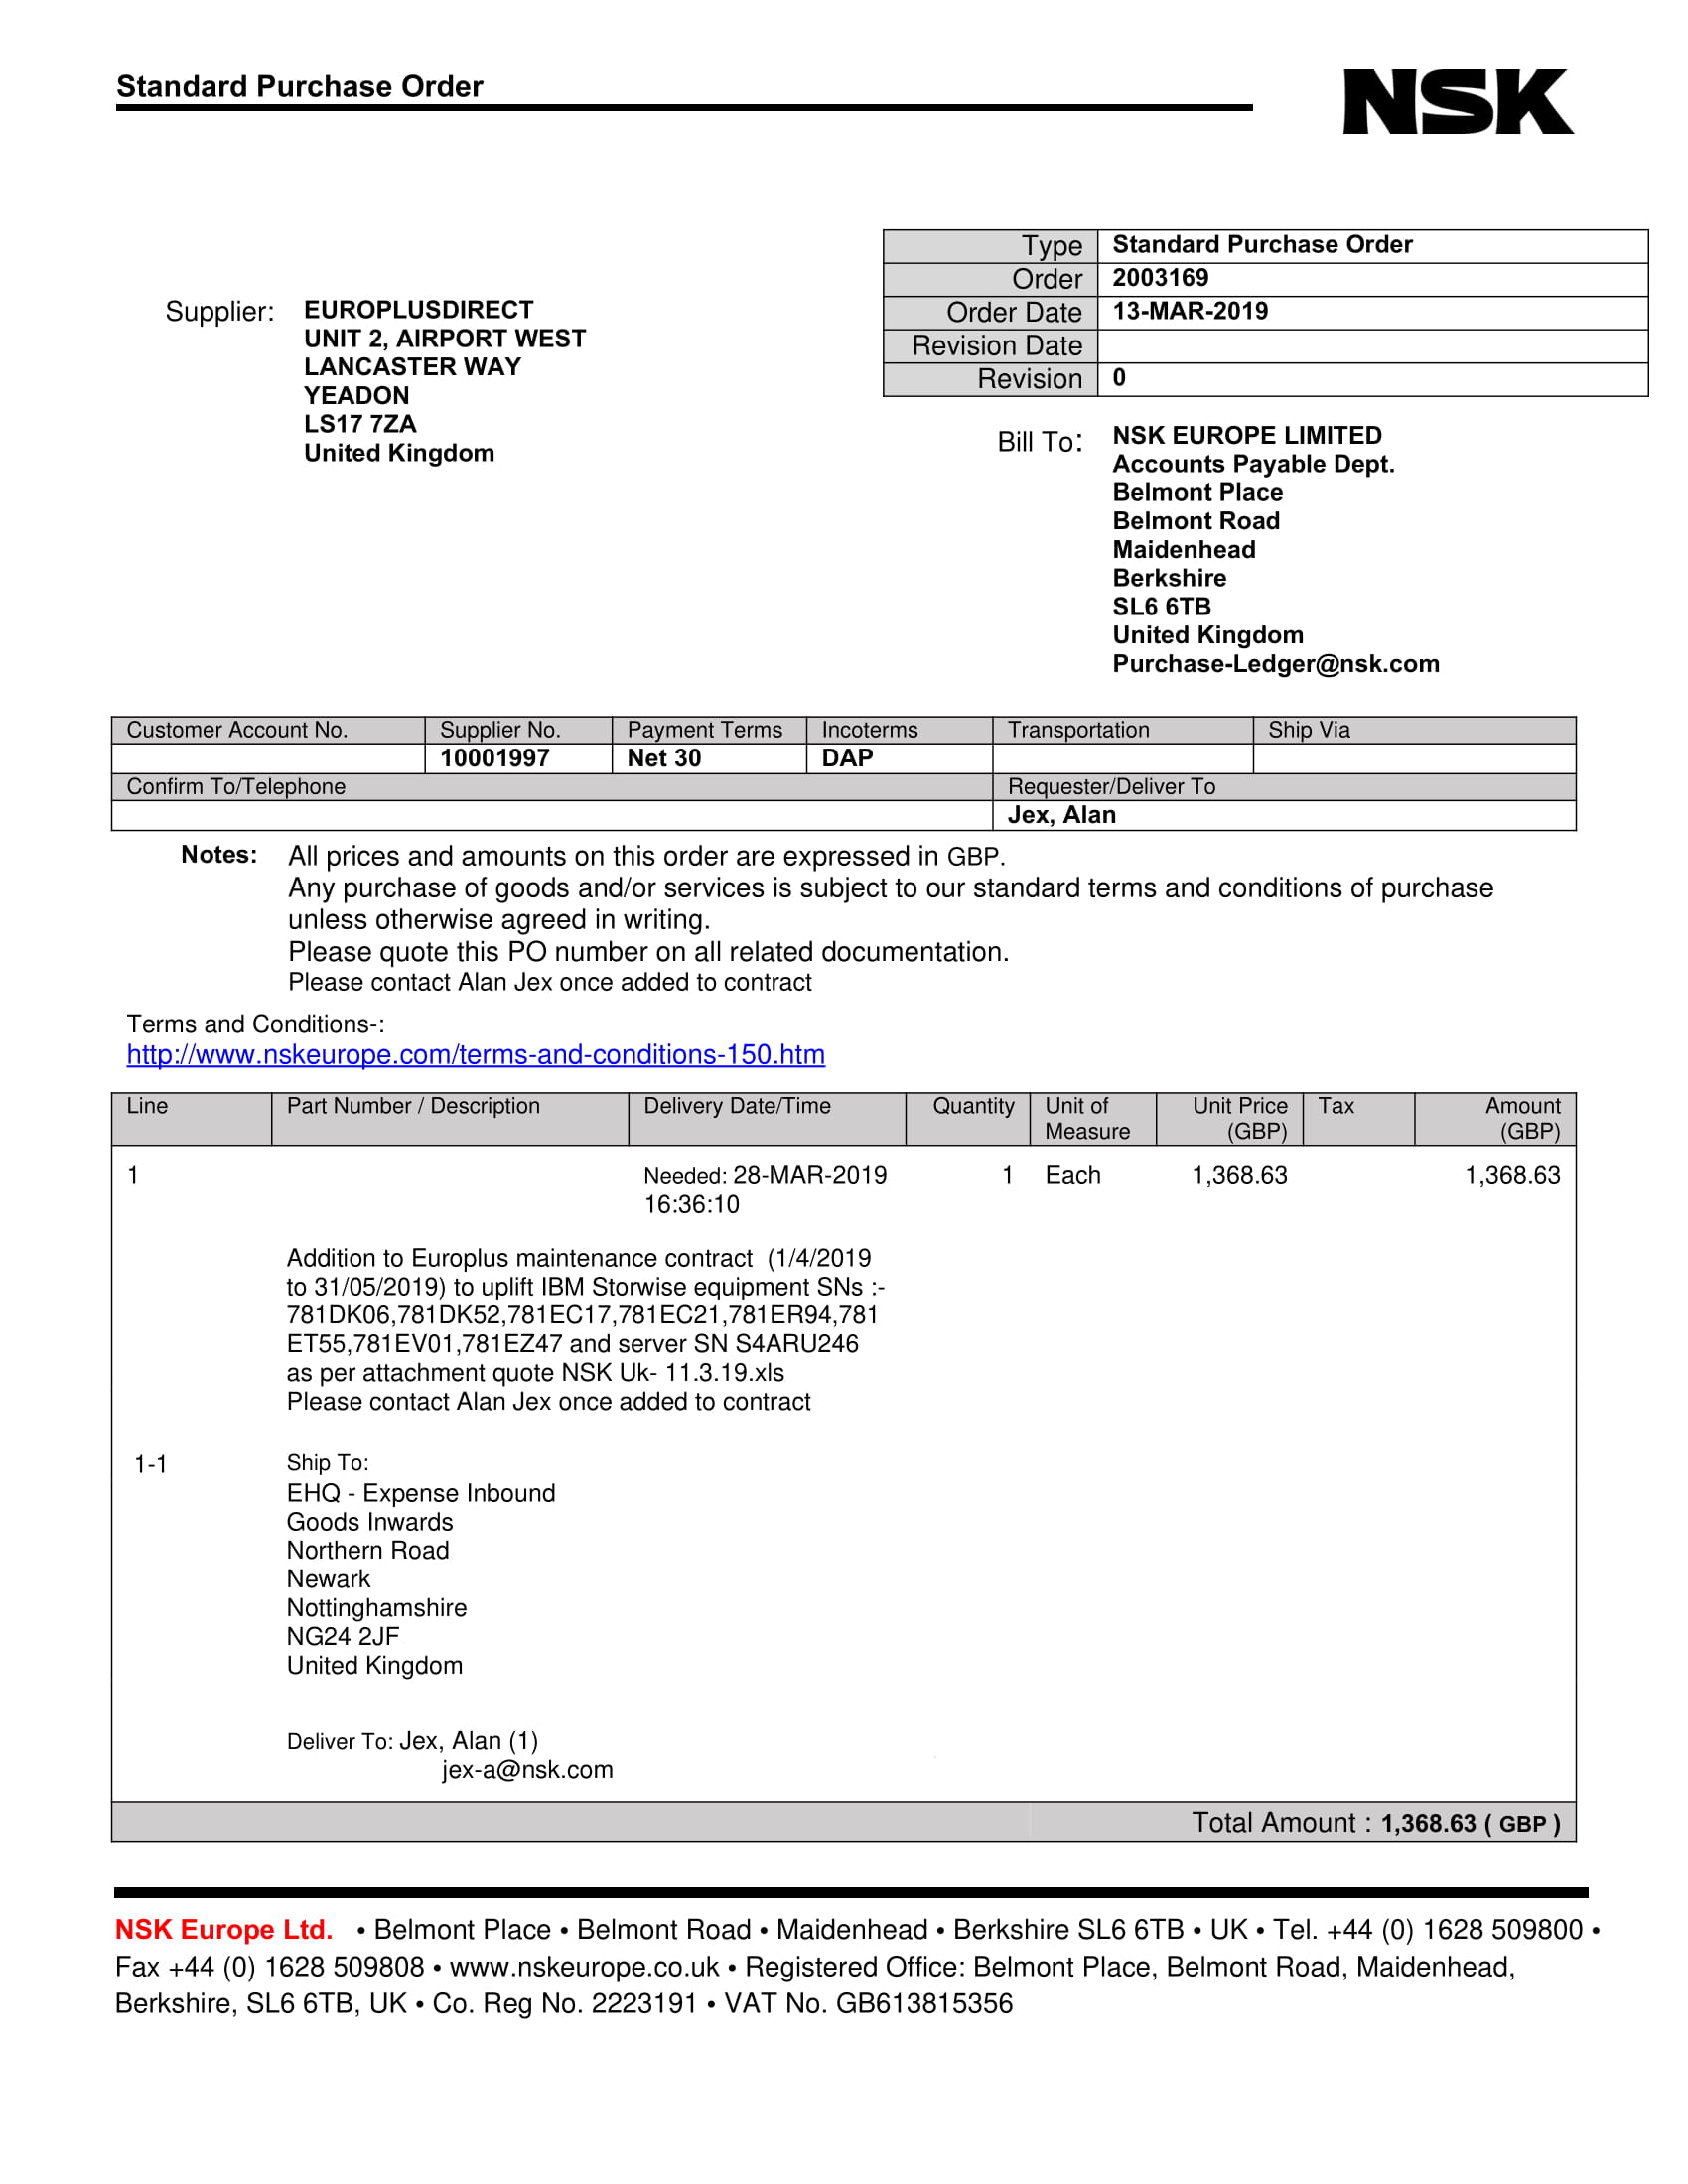 Standard Purchase Order
NSK
Type Standard Purchase Order
Order 2003169
Order Date 13-MAR-2019
Revision Date
Revision 0
Supplier: EUROPLUSDIRECT
UNIT 2, AIRPORT WEST
LANCASTER WAY
YEADON
LS17 7ZA
United Kingdom
Bill To: NSK EUROPE LIMITED
Accounts Payable Dept.
Belmont Place
Belmont Road
Maidenhead
Berkshire
SL6 6TB
United Kingdom
Purchase-Ledger@nsk.com
Customer Account No. Supplier No. Payment Terms Incoterms Transportation Ship Via
10001997 Net 30 DAP
Confirm To/Telephone Requester/Deliver To
Jex, Alan
Notes: All prices and amounts on this order are expressed in GBP.
Any purchase of goods and/or services is subject to our standard terms and conditions of purchase
unless otherwise agreed in writing.
Please quote this PO number on all related documentation.
Please contact Alan Jex once added to contract
Terms and Conditions-:
http://www.nskeurope.com/terms-and-conditions-150.htm
Line Part Number / Description Delivery Date/Time Quantity Unit of Unit Price Tax Amount
Measure (GBP) (GBP)
1 Needed: 28-MAR-2019 1 Each 1,368.63 1,368.63
16:36:10
Addition to Europlus maintenance contract (1/4/2019
to 31/05/2019) to uplift IBM Storwise equipment SNs :-
781DK06,781DK52,781EC17,781EC21,781ER94,781
ET55,781EV01,781EZ47 and server SN S4ARU246
as per attachment quote NSK Uk- 11.3.19.xls
Please contact Alan Jex once added to contract
1-1 Ship To:
EHQ - Expense Inbound
Goods Inwards
Northern Road
Newark
Nottinghamshire
NG24 2JF
United Kingdom
Deliver To: Jex, Alan (1)
jex-a@nsk.com
Total Amount : 1,368.63 ( GBP )
NSK Europe Ltd. • Belmont Place • Belmont Road • Maidenhead • Berkshire SL6 6TB • UK • Tel. +44 (0) 1628 509800 •
Fax +44 (0) 1628 509808 • www.nskeurope.co.uk • Registered Office: Belmont Place, Belmont Road, Maidenhead,
Berkshire, SL6 6TB, UK • Co. Reg No. 2223191 • VAT No. GB613815356